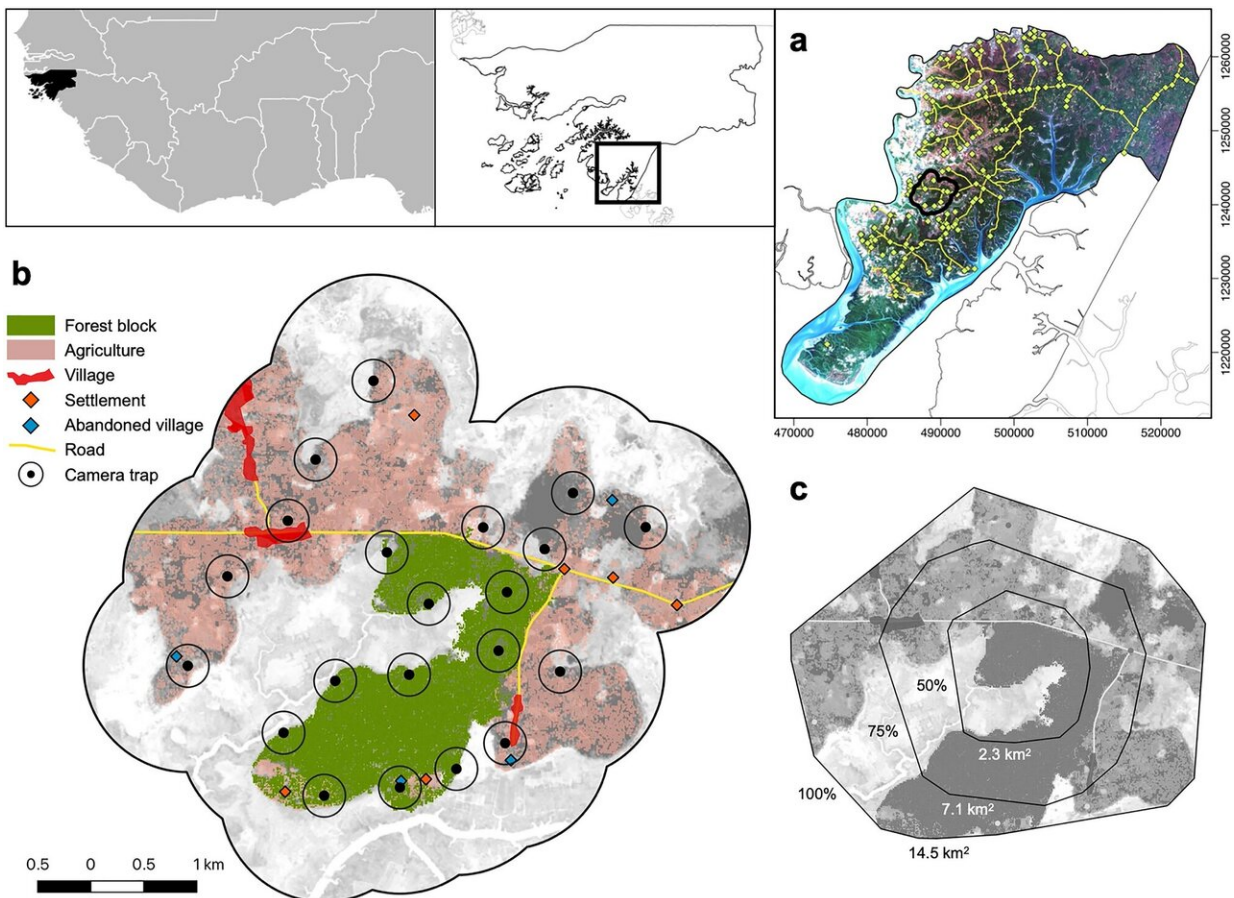 a
1260000
1250000
1240000
1230000
1220000
470000 480000 490000 500000 510000 520000
b
Forest block
Agriculture
Village
Settlement
Abandoned village
Road
Camera trap
0.5 0 0.5 1 km
c
50%
75%
100%
2.3 km²
7.1 km²
14.5 km²